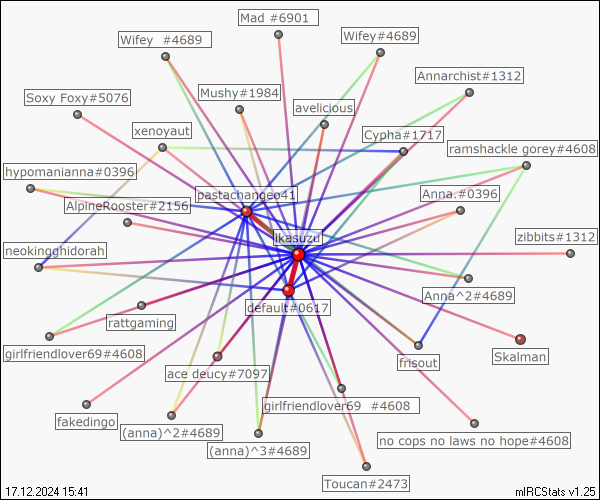 Mad #6901
Wifey  #4689
Wifey#4689
Annarchist#1312
Soxy Foxy#5076
Mushy#1984
avelicious
xenoyaut
Cypha#1717
ramshackle gorey#4608
hypomanianna#0396
pastachangeo41
Anna.#0396
AlpineRooster#2156
ikasuzu
zibbits#1312
neokingghidorah
Anna^2#4689
default#0617
rattgaming
girlfriendlover69#4608
frisout
Skalman
ace deucy#7097
girlfriendlover69  #4608
fakedingo
(anna)^2#4689
(anna)^3#4689
no cops no laws no hope#4608
Toucan#2473
17.12.2024 15:41
mIRCStats v1.25